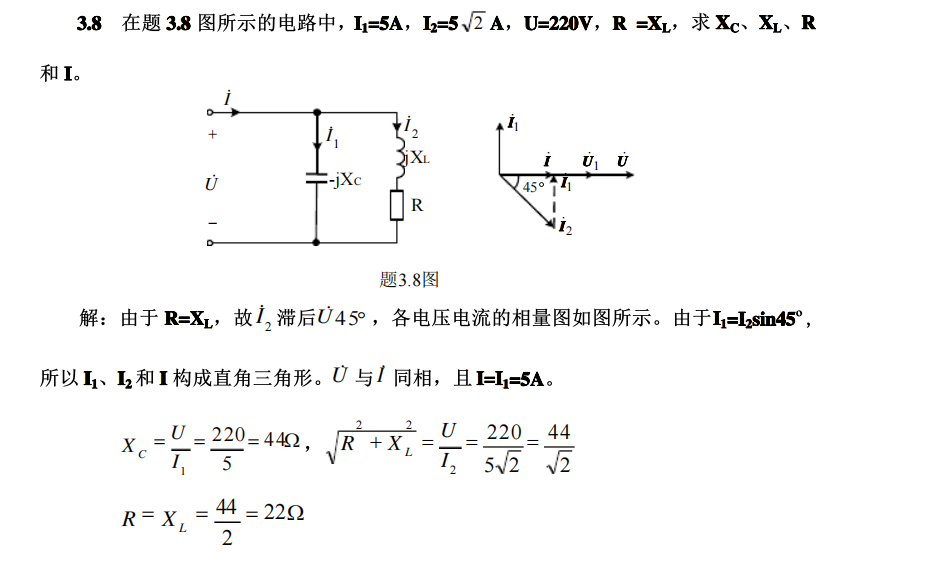 3.8 在题 3.8 图所示的电路中，I₁=5A，I₂=5√2 A，U=220V，R =X_L，求 X_C、X_L、R
和 I。
İ
+
U̇
−
İ₁
-jXc
İ₂
jX_L
R
İ₁
İ U̇₁ U̇
45° İ₁
İ₂
题3.8图
解：由于 R=X_L，故 İ₂ 滞后 U̇ 45°，各电压电流的相量图如图所示。由于 I₁=I₂sin45°,
所以 I₁、I₂ 和 I 构成直角三角形。U̇ 与 İ 同相，且 I=I₁=5A。
X_C = U/I₁ = 220/5 = 44Ω，√(R² + X_L²) = U/I₂ = 220/(5√2) = 44/√2
R = X_L = 44/2 = 22Ω